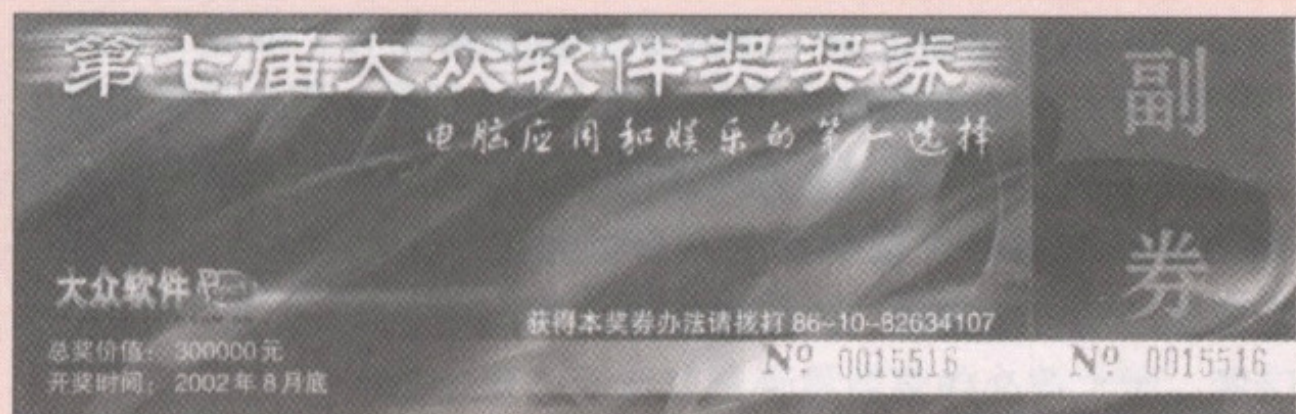 第七届大众软件奖奖券
电脑应用和娱乐的第一选择
大众软件
获得本奖券办法请拨打 86-10-82634107
总奖价值: 300000元
开奖时间: 2002年8月底
Nº 0015516
副券
Nº 0015516